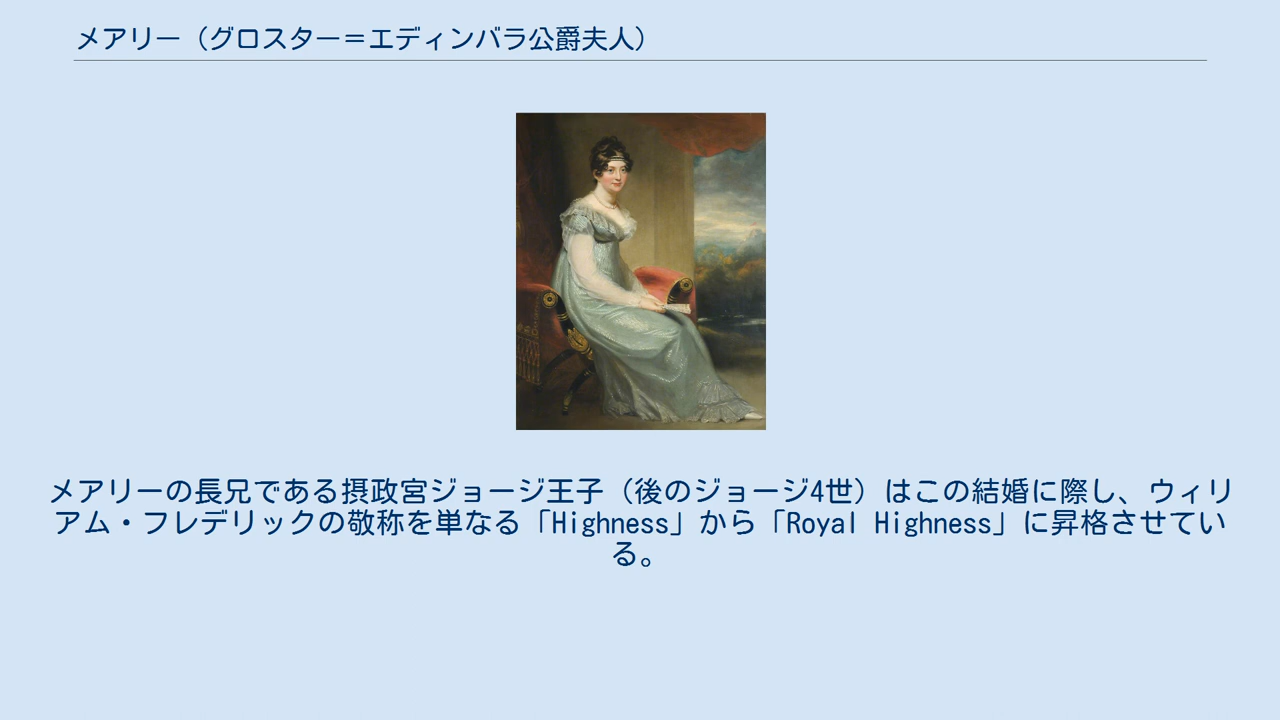 メアリー（グロスター＝エディンバラ公爵夫人）
メアリーの長兄である摂政宮ジョージ王子（後のジョージ4世）はこの結婚に際し、ウィリ
アム・フレデリックの敬称を単なる「Highness」から「Royal Highness」に昇格させてい
る。